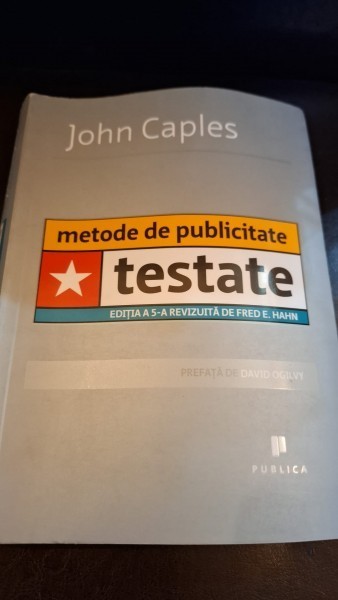 John Caples
metode de publicitate
testate
EDIȚIA A 5-A REVIZUITĂ DE FRED E. HAHN
PREFAȚĂ DE DAVID OGILVY
PUBLICA